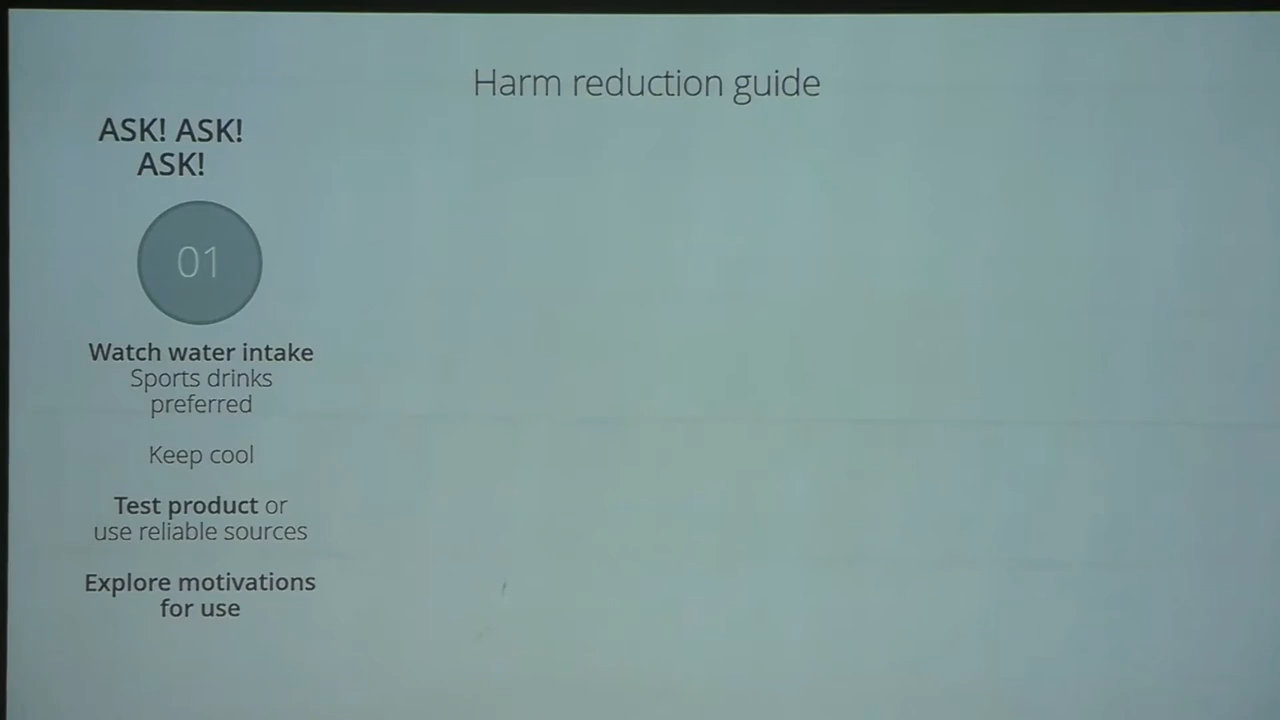 Harm reduction guide
ASK! ASK!
ASK!
01
Watch water intake
Sports drinks
preferred
Keep cool
Test product or
use reliable sources
Explore motivations
for use